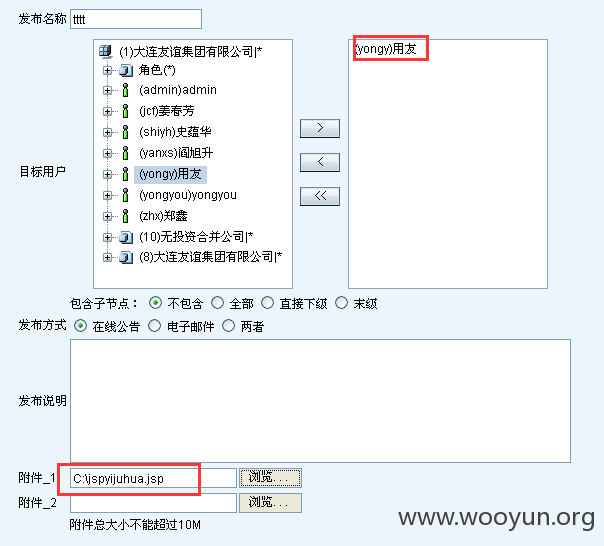 发布名称 tttt
(1)大连友谊集团有限公司|*
(yongy)用友
角色(*)
(admin)admin
(jcf)姜春芳
>
(shiyh)史蕴华
(yanxs)阎旭升
<
目标用户
(yongy)用友
(yongyou)yongyou
<<
(zhx)郑鑫
(10)无投资合并公司|*
(8)大连友谊集团有限公司|*
包含子节点： 不包含 全部 直接下级 末级
发布方式 在线公告 电子邮件 两者
发布说明
附件_1 C:\jspyijuhua.jsp 浏览...
附件_2 浏览...
附件总大小不能超过10M
www.wooyun.org